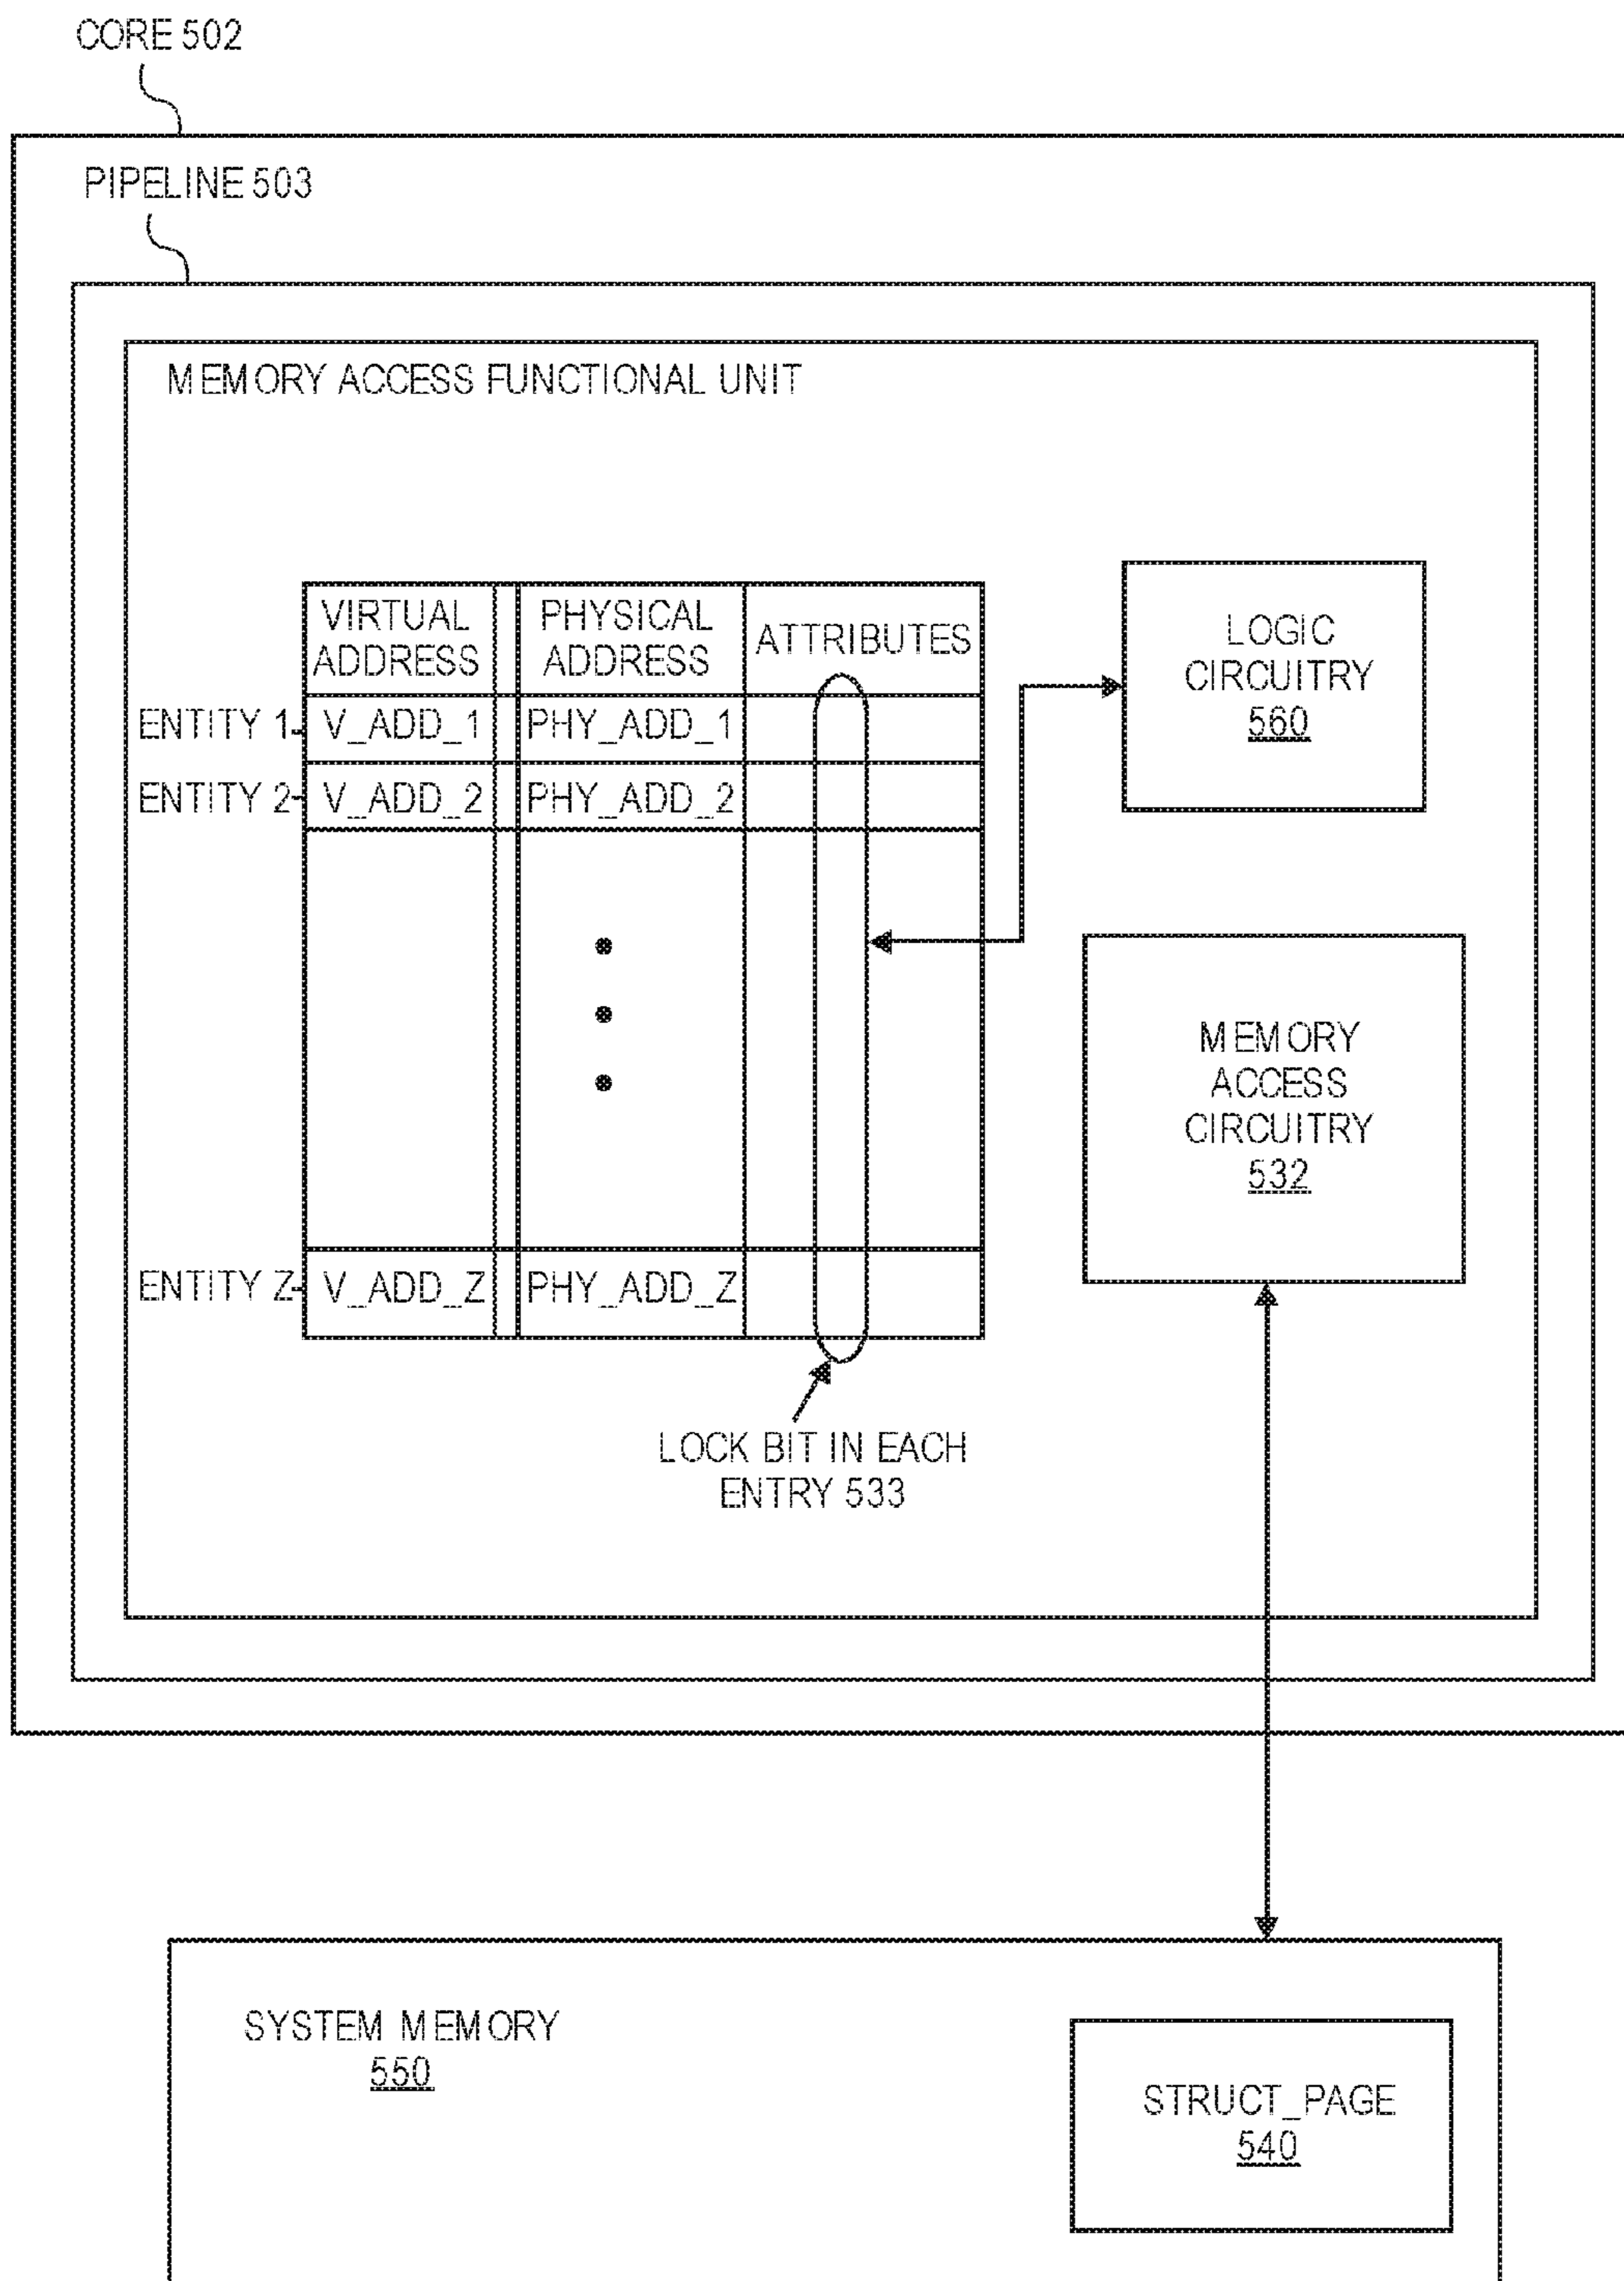 CORE 502
PIPELINE 503
MEMORY ACCESS FUNCTIONAL UNIT
VIRTUAL
ADDRESS
PHYSICAL
ADDRESS
ATTRIBUTES
ENTITY 1
V_ADD_1
PHY_ADD_1
ENTITY 2
V_ADD_2
PHY_ADD_2
ENTITY Z
V_ADD_Z
PHY_ADD_Z
LOCK BIT IN EACH
ENTRY 533
LOGIC
CIRCUITRY
560
MEMORY
ACCESS
CIRCUITRY
532
SYSTEM MEMORY
550
STRUCT_PAGE
540